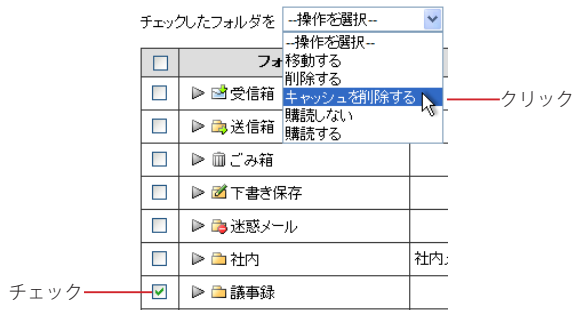 チェックしたフォルダを --操作を選択--
--操作を選択--
フォ 移動する
削除する
受信箱 キャッシュを削除する クリック
購読しない
送信箱 購読する
ごみ箱
下書き保存
迷惑メール
社内 社内
チェック 議事録